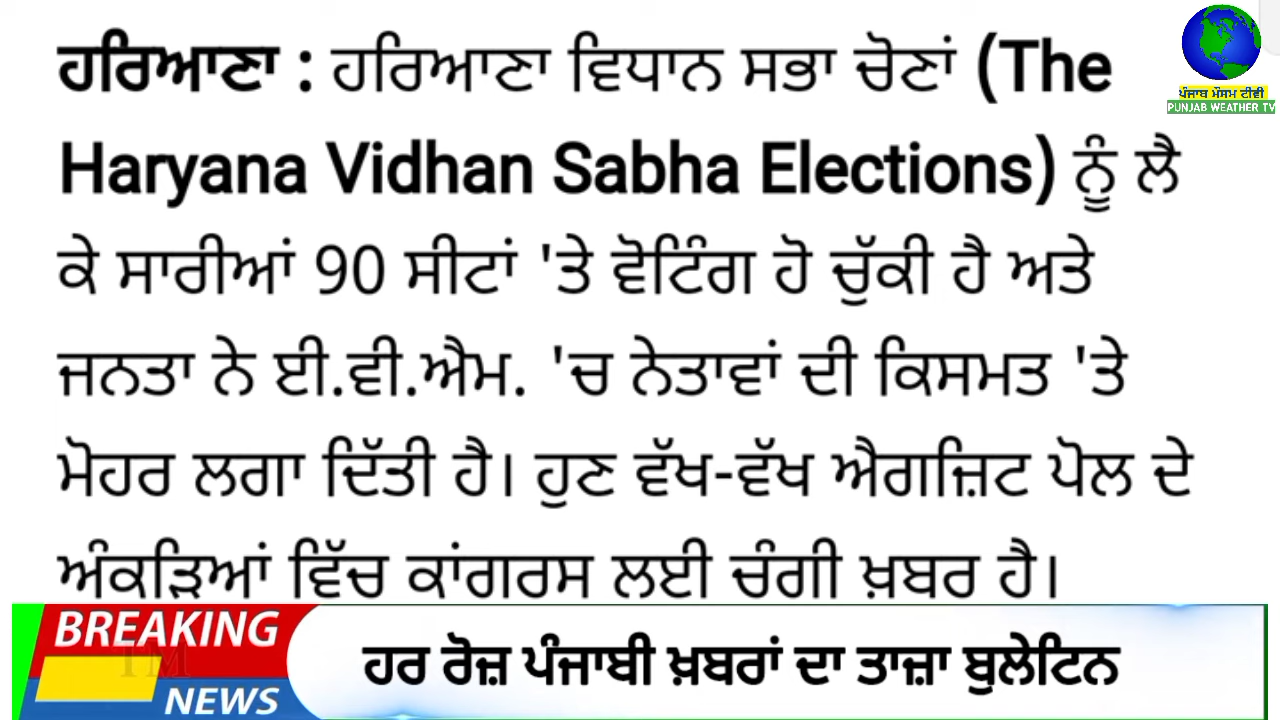 ਹਰਿਆਣਾ : ਹਰਿਆਣਾ ਵਿਧਾਨ ਸਭਾ ਚੋਣਾਂ (The
Haryana Vidhan Sabha Elections) ਨੂੰ ਲੈ
ਕੇ ਸਾਰੀਆਂ 90 ਸੀਟਾਂ 'ਤੇ ਵੋਟਿੰਗ ਹੋ ਚੁੱਕੀ ਹੈ ਅਤੇ
ਜਨਤਾ ਨੇ ਈ.ਵੀ.ਐਮ. 'ਚ ਨੇਤਾਵਾਂ ਦੀ ਕਿਸਮਤ 'ਤੇ
ਮੋਹਰ ਲਗਾ ਦਿੱਤੀ ਹੈ। ਹੁਣ ਵੱਖ-ਵੱਖ ਐਗਜ਼ਿਟ ਪੋਲ ਦੇ
ਅੰਕੜਿਆਂ ਵਿੱਚ ਕਾਂਗਰਸ ਲਈ ਚੰਗੀ ਖ਼ਬਰ ਹੈ।
ਪੰਜਾਬ ਮੌਸਮ ਟੀਵੀ
PUNJAB WEATHER TV
BREAKING
NEWS
ਹਰ ਰੋਜ਼ ਪੰਜਾਬੀ ਖ਼ਬਰਾਂ ਦਾ ਤਾਜ਼ਾ ਬੁਲੇਟਿਨ